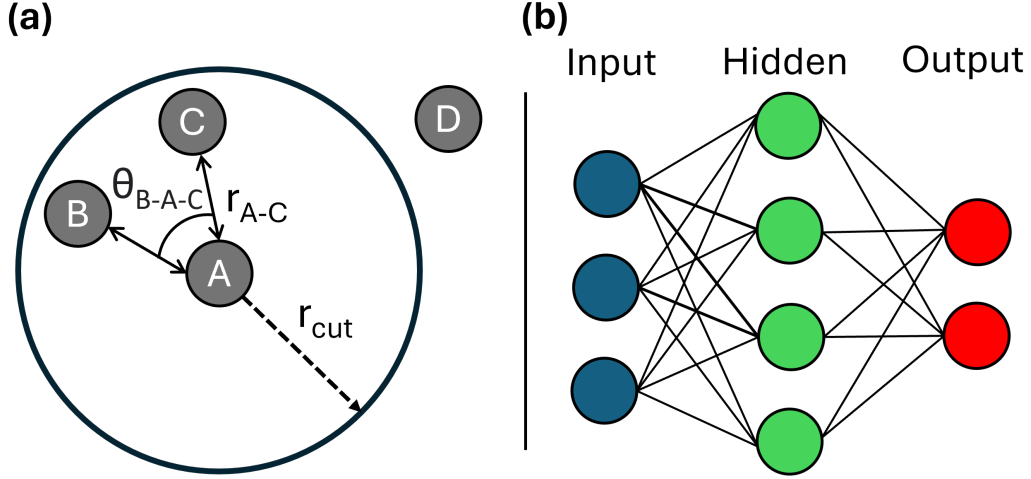 (a)
C
D
θB-A-C
B
rA-C
A
rcut
(b)
Input
Hidden
Output